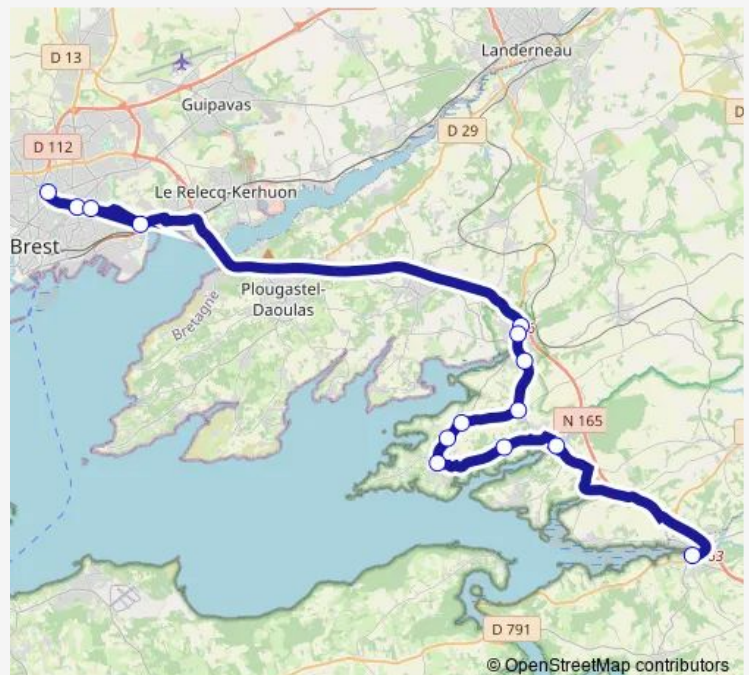 Landerneau
D 13
Guipavas
D 29
D 112
Le Relecq-Kerhuon
Brest
Plougastel-
Daoulas
Bretagne
N 165
D 791
© OpenStreetMap contributors